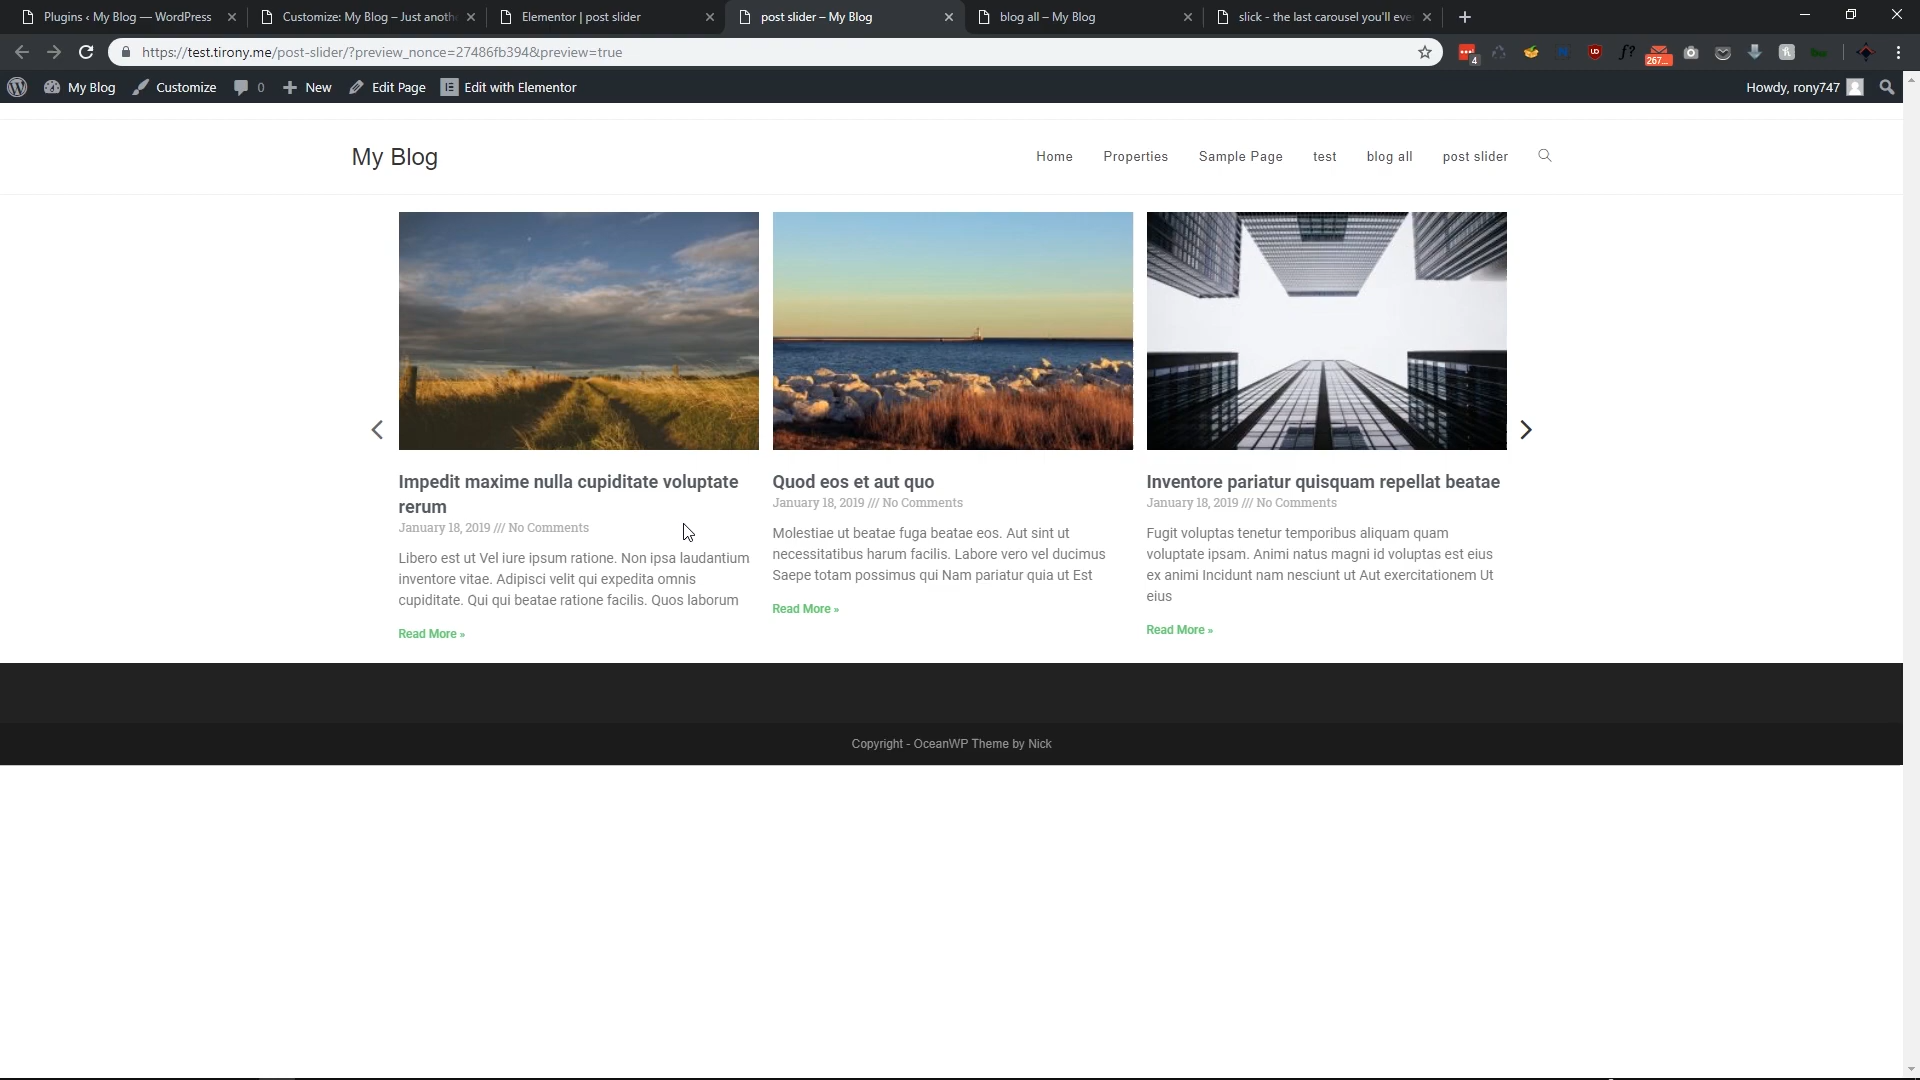 Plugins ‹ My Blog — WordPress
Customize: My Blog – Just anoth
Elementor | post slider
post slider – My Blog
blog all – My Blog
slick - the last carousel you'll eve
https://test.tirony.me/post-slider/?preview_nonce=27486fb394&preview=true
4
UD
f?
267...
My Blog
Customize
0
New
Edit Page
Edit with Elementor
Howdy, rony747
My Blog
Home
Properties
Sample Page
test
blog all
post slider
Impedit maxime nulla cupiditate voluptate
rerum
January 18, 2019 /// No Comments
Libero est ut Vel iure ipsum ratione. Non ipsa laudantium
inventore vitae. Adipisci velit qui expedita omnis
cupiditate. Qui qui beatae ratione facilis. Quos laborum
Read More »
Quod eos et aut quo
January 18, 2019 /// No Comments
Molestiae ut beatae fuga beatae eos. Aut sint ut
necessitatibus harum facilis. Labore vero vel ducimus
Saepe totam possimus qui Nam pariatur quia ut Est
Read More »
Inventore pariatur quisquam repellat beatae
January 18, 2019 /// No Comments
Fugit voluptas tenetur temporibus aliquam quam
voluptate ipsam. Animi natus magni id voluptas est eius
ex animi Incidunt nam nesciunt ut Aut exercitationem Ut
eius
Read More »
Copyright - OceanWP Theme by Nick